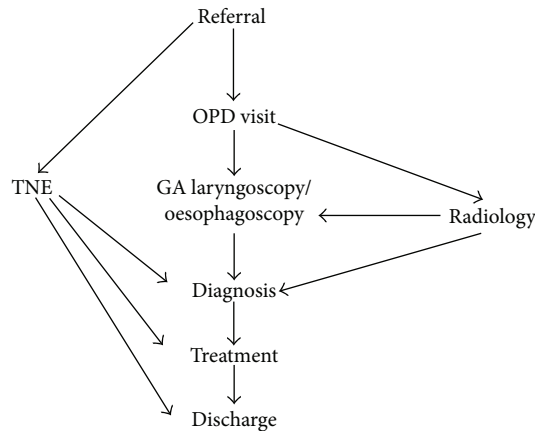 Referral
OPD visit
TNE
GA laryngoscopy/
oesophagoscopy
Radiology
Diagnosis
Treatment
Discharge